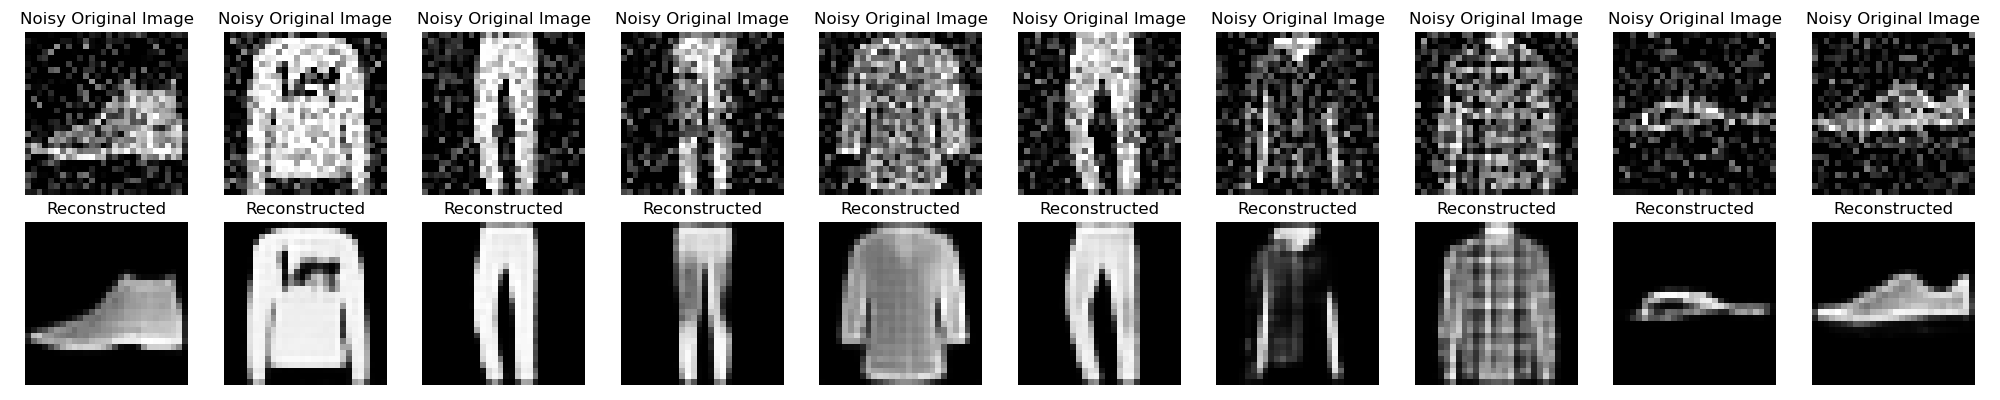 Noisy Original Image Noisy Original Image Noisy Original Image Noisy Original Image Noisy Original Image Noisy Original Image Noisy Original Image Noisy Original Image Noisy Original Image Noisy Original Image
Reconstructed Reconstructed Reconstructed Reconstructed Reconstructed Reconstructed Reconstructed Reconstructed Reconstructed Reconstructed